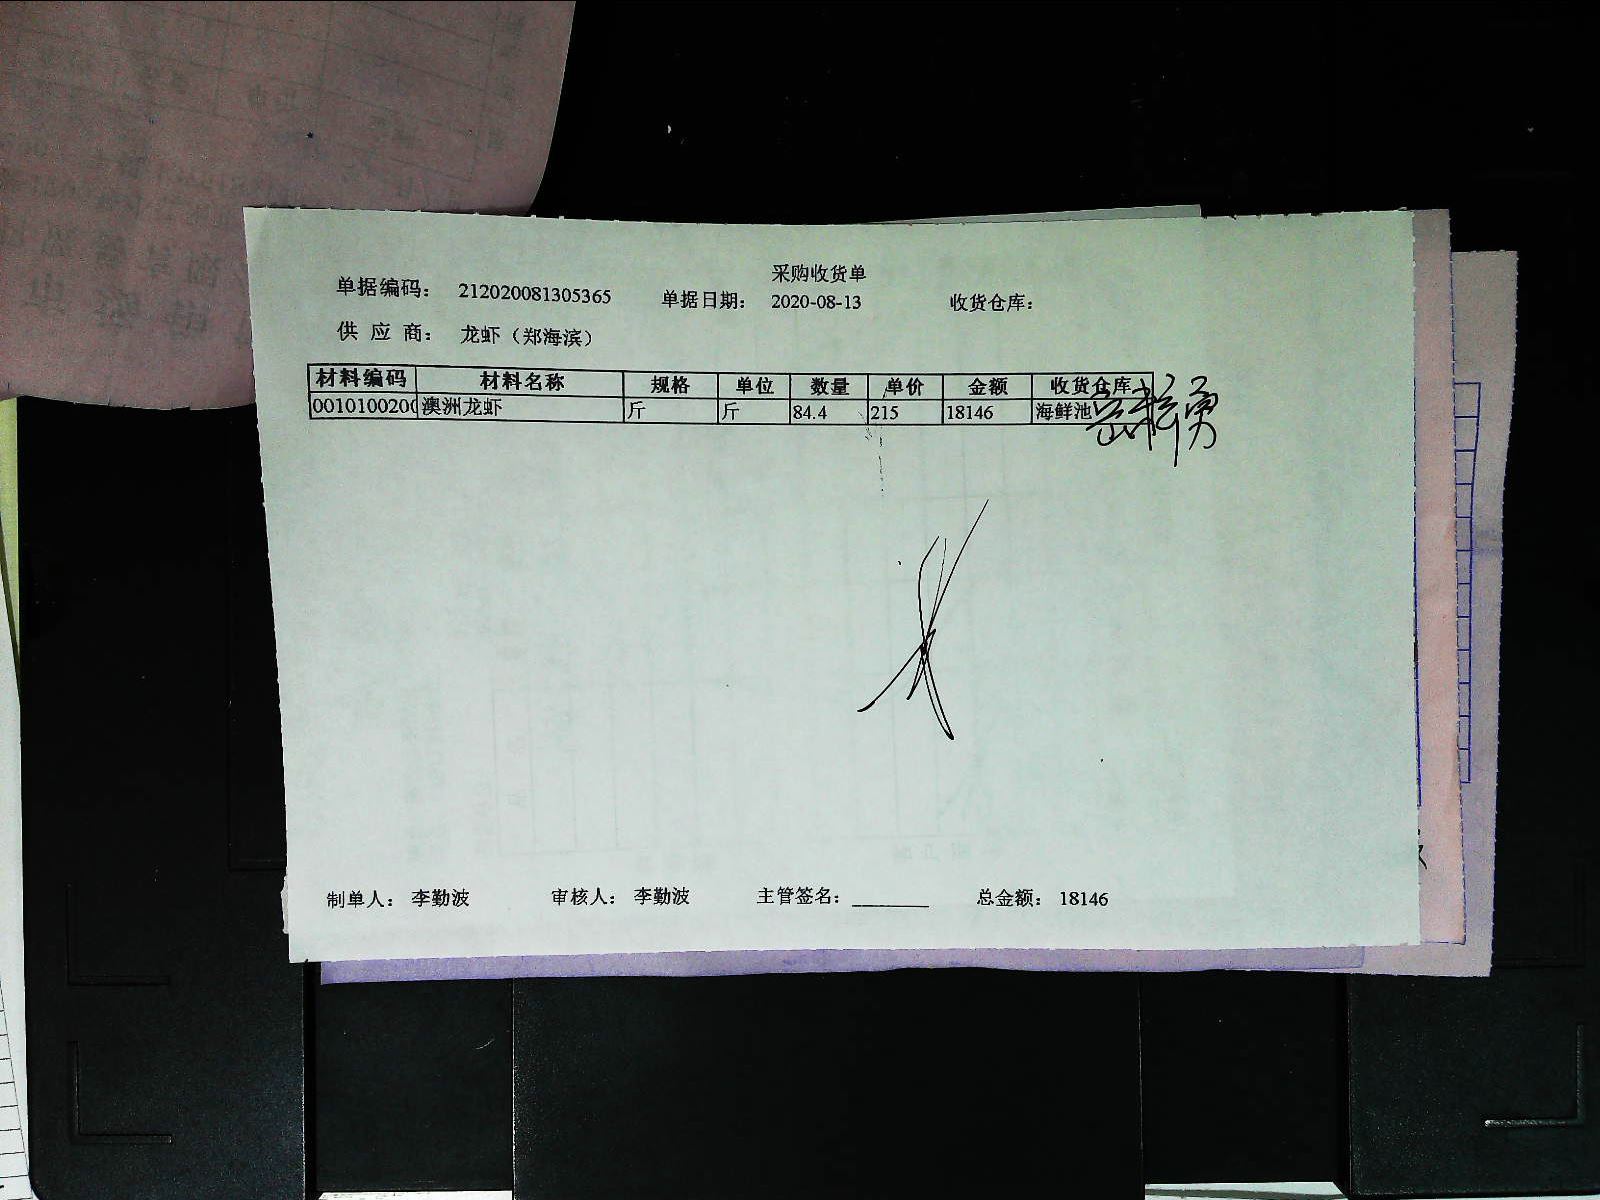 采购收货单
单据编码: 212020081305365 单据日期: 2020-08-13 收货仓库:
供 应 商: 龙虾（郑海滨）
材料编码 材料名称 规格 单位 数量 单价 金额 收货仓库
0010100200 澳洲龙虾 斤 斤 84.4 215 18146 海鲜池
制单人: 李勤波 审核人: 李勤波 主管签名: ________ 总金额: 18146